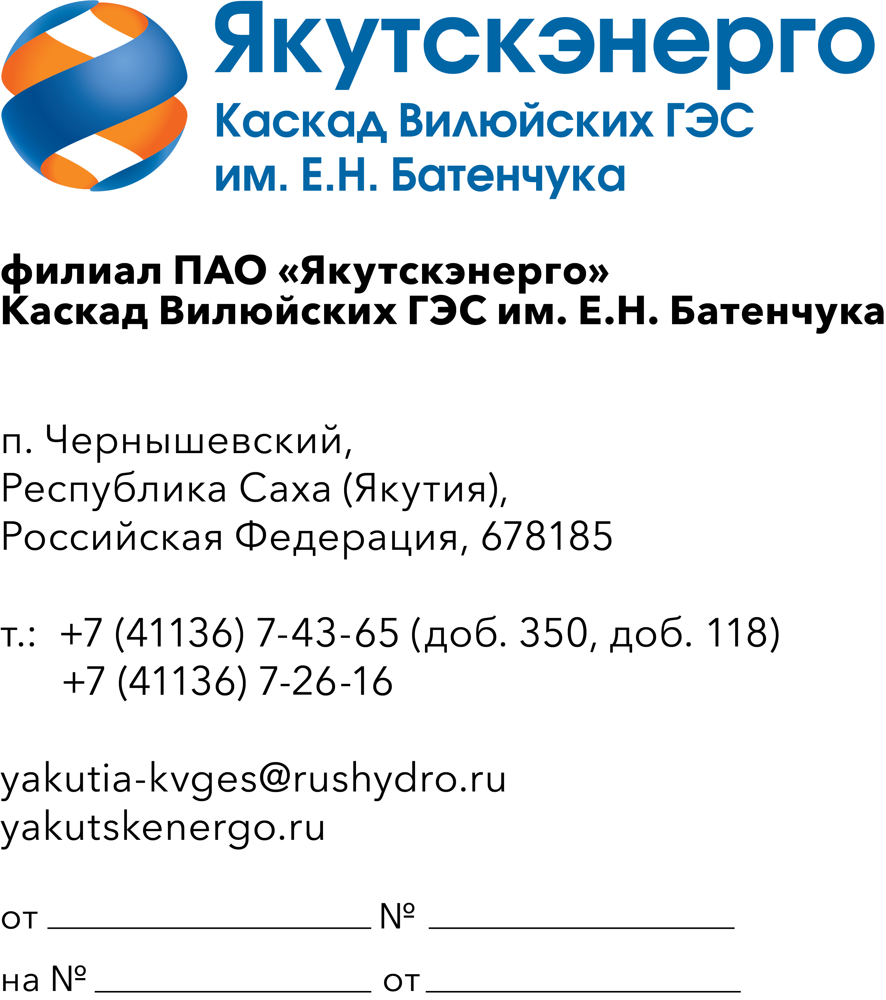 Якутскэнерго
Каскад Вилюйских ГЭС
им. Е.Н. Батенчука
филиал ПАО «Якутскэнерго»
Каскад Вилюйских ГЭС им. Е.Н. Батенчука
п. Чернышевский,
Республика Саха (Якутия),
Российская Федерация, 678185
т.: +7 (41136) 7-43-65 (доб. 350, доб. 118)
+7 (41136) 7-26-16
yakutia-kvges@rushydro.ru
yakutskenergo.ru
от ____________________ № ____________________
на № ____________________ от ____________________